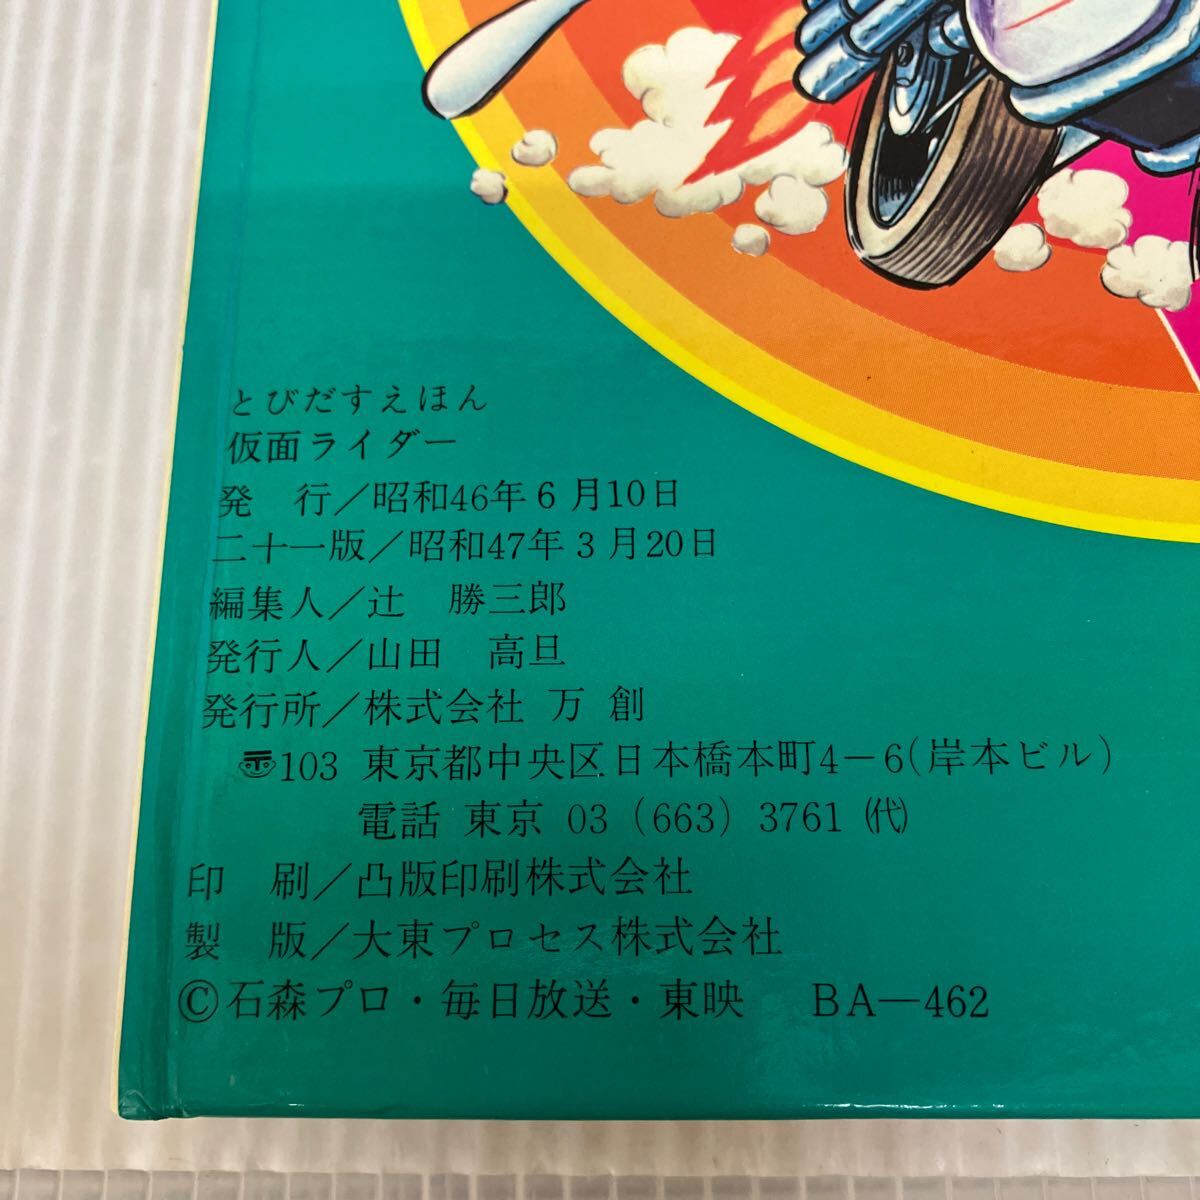 とびだすえほん
仮面ライダー
発　行／昭和46年6月10日
二十一版／昭和47年3月20日
編集人／辻　勝三郎
発行人／山田　高旦
発行所／株式会社 万 創
〠103 東京都中央区日本橋本町4－6(岸本ビル)
電話 東京 03 (663) 3761 ㈹
印　刷／凸版印刷株式会社
製　版／大東プロセス株式会社
©石森プロ・毎日放送・東映　BA—462